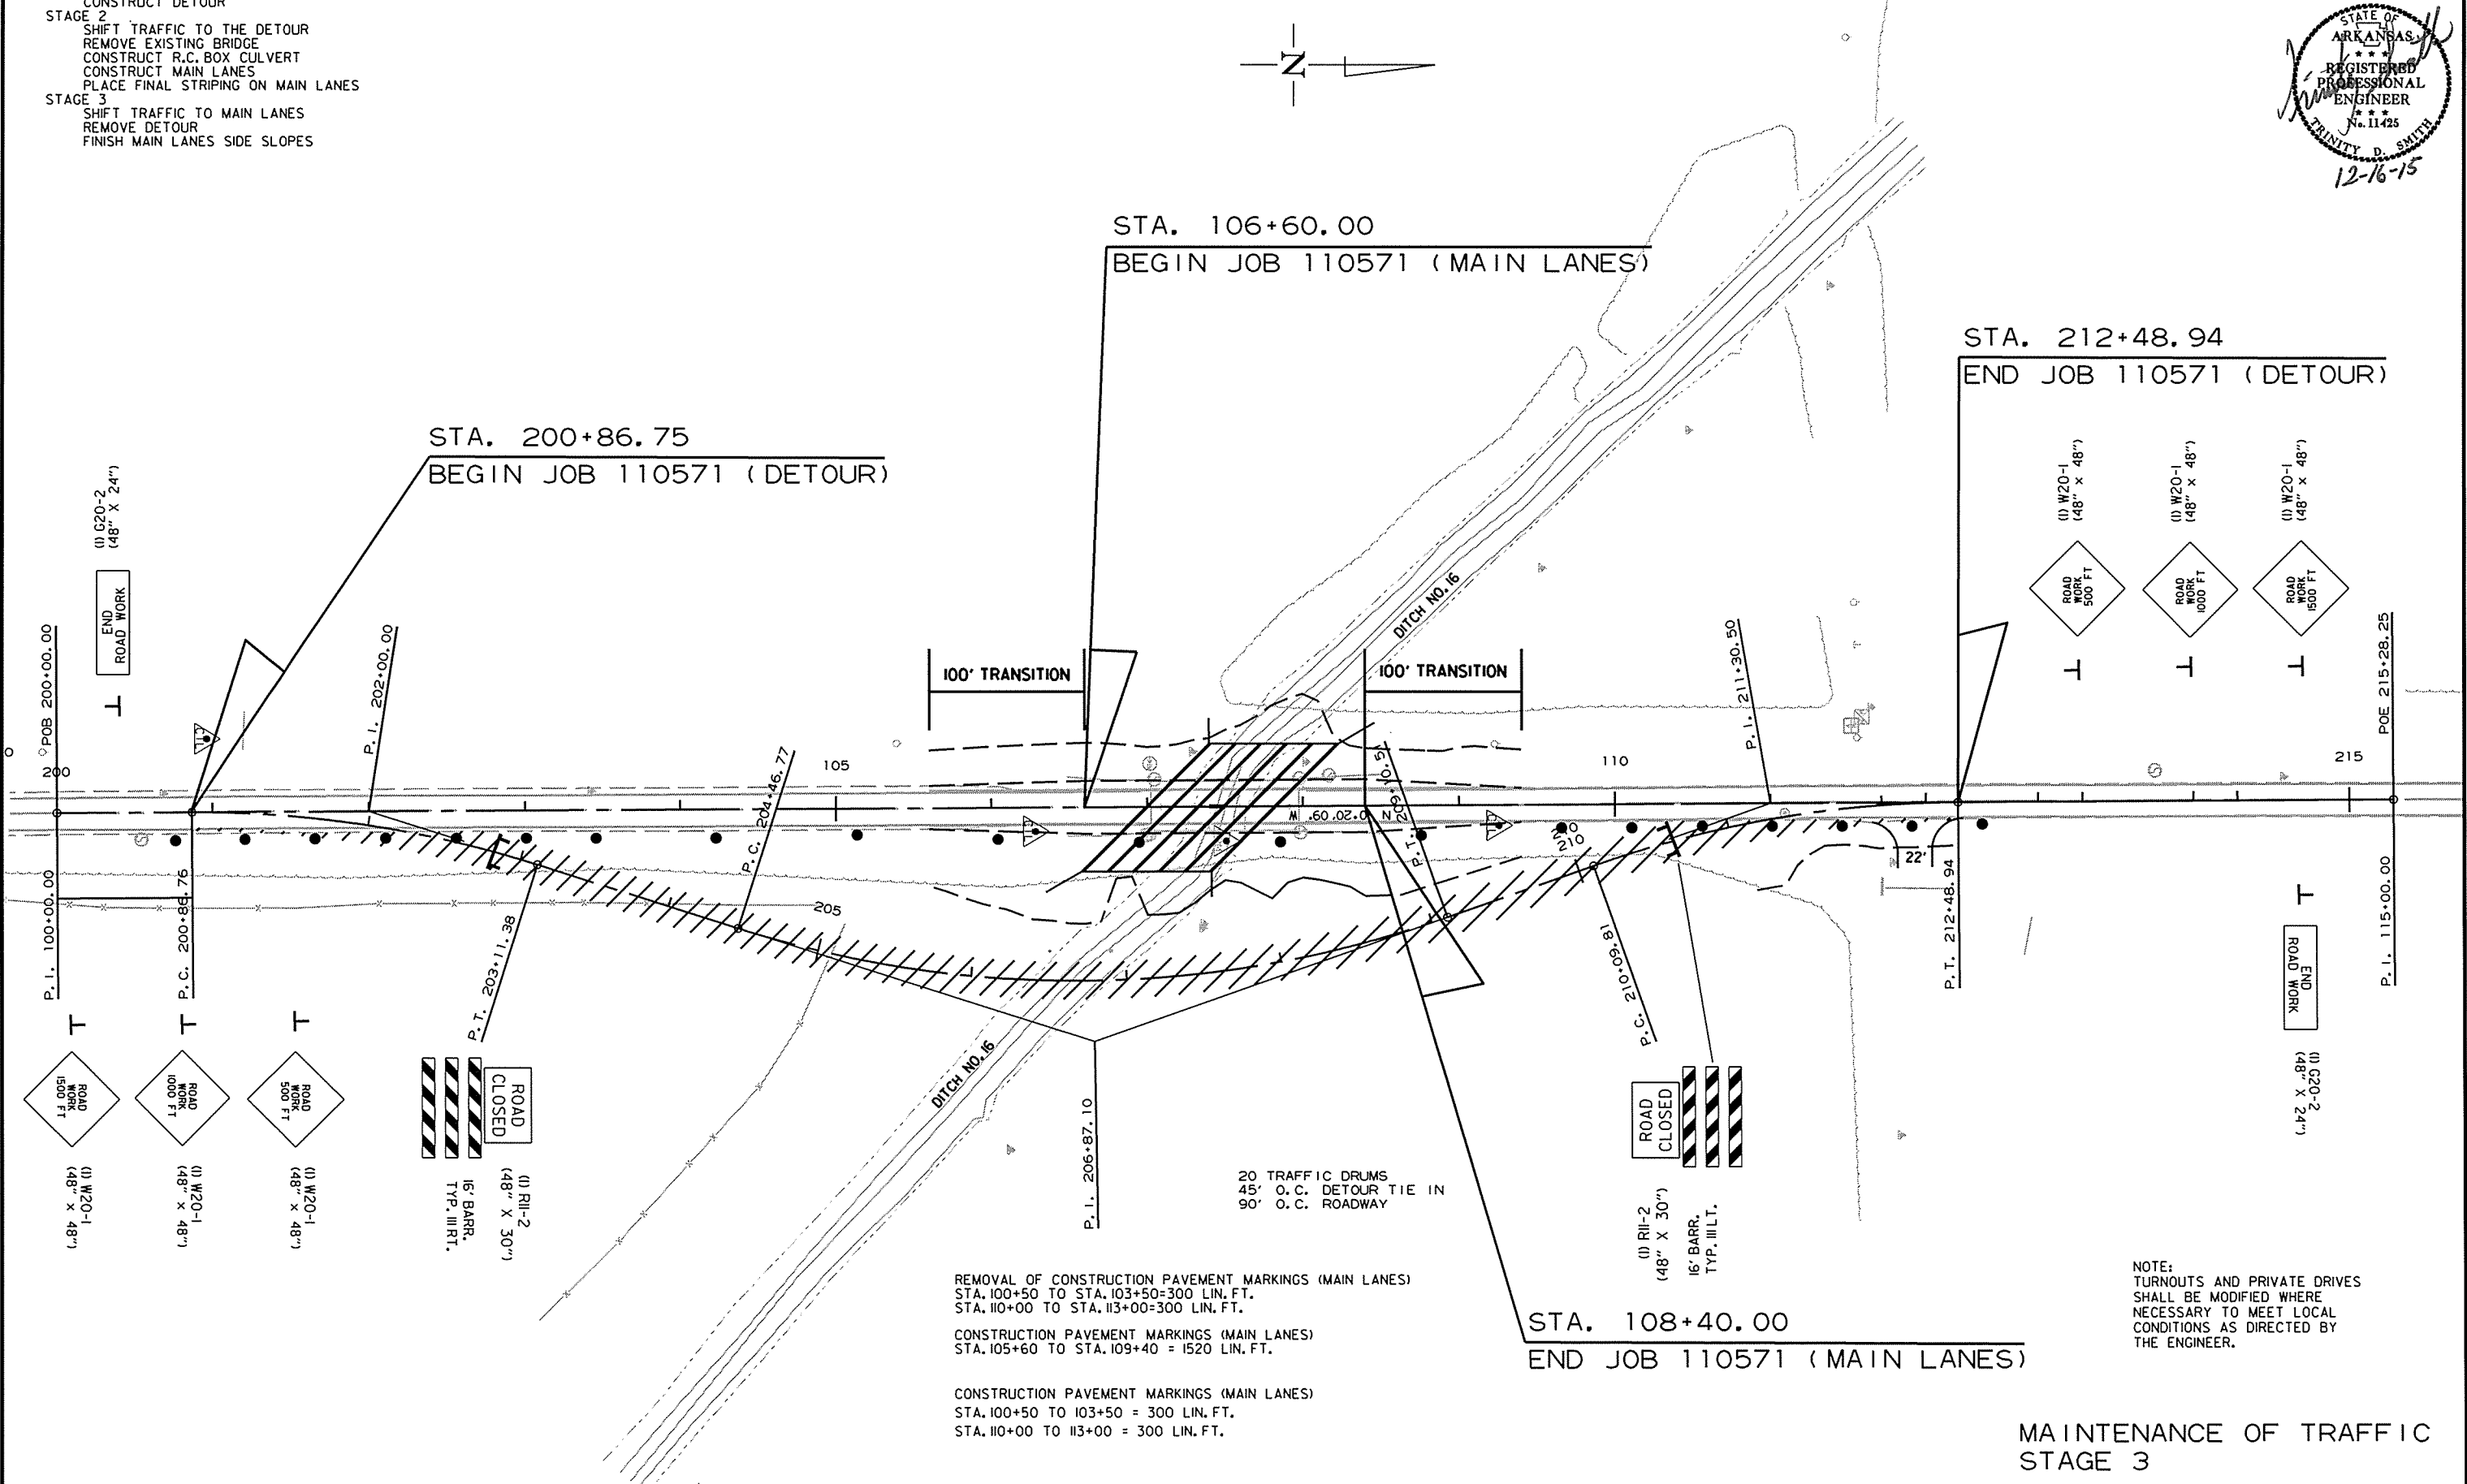 CONSTRUCT DETOUR
STAGE 2
SHIFT TRAFFIC TO THE DETOUR
REMOVE EXISTING BRIDGE
CONSTRUCT R.C. BOX CULVERT
CONSTRUCT MAIN LANES
PLACE FINAL STRIPING ON MAIN LANES
STAGE 3
SHIFT TRAFFIC TO MAIN LANES
REMOVE DETOUR
FINISH MAIN LANES SIDE SLOPES
N
STATE OF
ARKANSAS
REGISTERED
PROFESSIONAL
ENGINEER
No. 11425
TRINITY D. SMITH
12-16-15
STA. 106+60.00
BEGIN JOB 110571 (MAIN LANES)
STA. 212+48.94
END JOB 110571 (DETOUR)
STA. 200+86.75
BEGIN JOB 110571 (DETOUR)
(1) G20-2
(48" X 24")
END
ROAD WORK
(1) W20-1
(48" X 48")
ROAD
WORK
500 FT
(1) W20-1
(48" X 48")
ROAD
WORK
1000 FT
(1) W20-1
(48" X 48")
ROAD
WORK
1500 FT
POB 200+00.00
P.I. 202+00.00
P.C. 204+46.77
100' TRANSITION
100' TRANSITION
DITCH NO. 16
P.I. 211+30.50
POE 215+28.25
200
105
110
215
N 0°20'09" W
P.T. 209+10.51
210
210
22'
205
P.I. 100+00.00
P.C. 200+86.76
P.T. 203+11.38
P.C. 210+09.81
P.T. 212+48.94
P.I. 115+00.00
DITCH NO. 16
P.I. 206+87.10
ROAD
WORK
1500 FT
(1) W20-1
(48" X 48")
ROAD
WORK
1000 FT
(1) W20-1
(48" X 48")
ROAD
WORK
500 FT
(1) W20-1
(48" X 48")
ROAD
CLOSED
(1) R11-2
(48" X 30")
16' BARR.
TYP. III RT.
20 TRAFFIC DRUMS
45' O.C. DETOUR TIE IN
90' O.C. ROADWAY
ROAD
CLOSED
(1) R11-2
(48" X 30")
16' BARR.
TYP. III LT.
END
ROAD WORK
(1) G20-2
(48" X 24")
REMOVAL OF CONSTRUCTION PAVEMENT MARKINGS (MAIN LANES)
STA. 100+50 TO STA. 103+50=300 LIN. FT.
STA. 110+00 TO STA. 113+00=300 LIN. FT.
CONSTRUCTION PAVEMENT MARKINGS (MAIN LANES)
STA. 105+60 TO STA. 109+40 = 1520 LIN. FT.
CONSTRUCTION PAVEMENT MARKINGS (MAIN LANES)
STA. 100+50 TO 103+50 = 300 LIN. FT.
STA. 110+00 TO 113+00 = 300 LIN. FT.
STA. 108+40.00
END JOB 110571 (MAIN LANES)
NOTE:
TURNOUTS AND PRIVATE DRIVES
SHALL BE MODIFIED WHERE
NECESSARY TO MEET LOCAL
CONDITIONS AS DIRECTED BY
THE ENGINEER.
MAINTENANCE OF TRAFFIC
STAGE 3